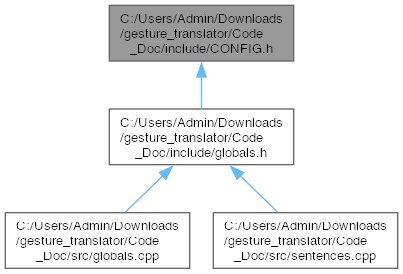 C:/Users/Admin/Downloads
/gesture_translator/Code
_Doc/include/CONFIG.h
C:/Users/Admin/Downloads
/gesture_translator/Code
_Doc/include/globals.h
C:/Users/Admin/Downloads
/gesture_translator/Code
_Doc/src/globals.cpp
C:/Users/Admin/Downloads
/gesture_translator/Code
_Doc/src/sentences.cpp